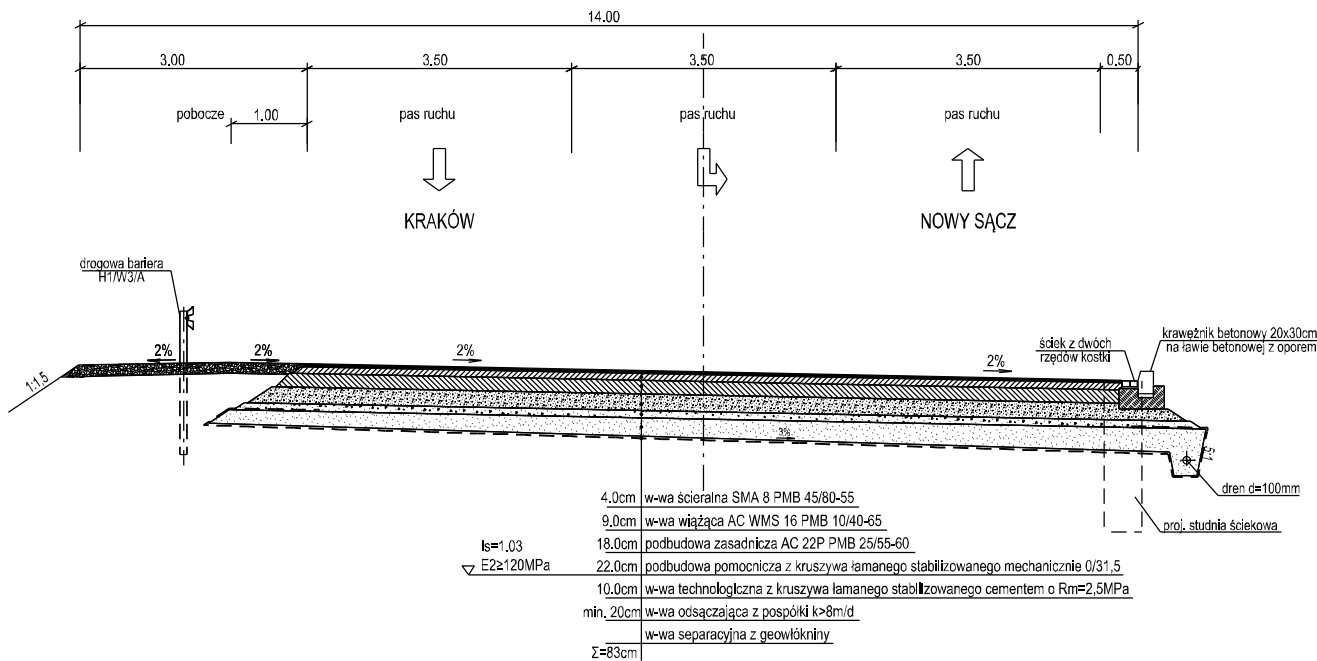 14.00
3.00
3.50
3.50
3.50
0.50
pobocze
1.00
pas ruchu
pas ruchu
pas ruchu
KRAKÓW
NOWY SĄCZ
drogowa bariera
H1/W3/A
2%
2%
2%
2%
1:1.5
ściek z dwóch
rzędów kostki
krawężnik betonowy 20x30cm
na ławie betonowej z oporem
3%
5:1
dren d=100mm
proj. studnia ściekowa
4.0cm w-wa ścieralna SMA 8 PMB 45/80-55
9.0cm w-wa wiążąca AC WMS 16 PMB 10/40-65
18.0cm podbudowa zasadnicza AC 22P PMB 25/55-60
Is=1.03
E2≥120MPa
22.0cm podbudowa pomocnicza z kruszywa łamanego stabilizowanego mechanicznie 0/31,5
10.0cm w-wa technologiczna z kruszywa łamanego stabilizowanego cementem o Rm=2,5MPa
min. 20cm w-wa odsączająca z pospółki k>8m/d
w-wa separacyjna z geowłókniny
Σ=83cm